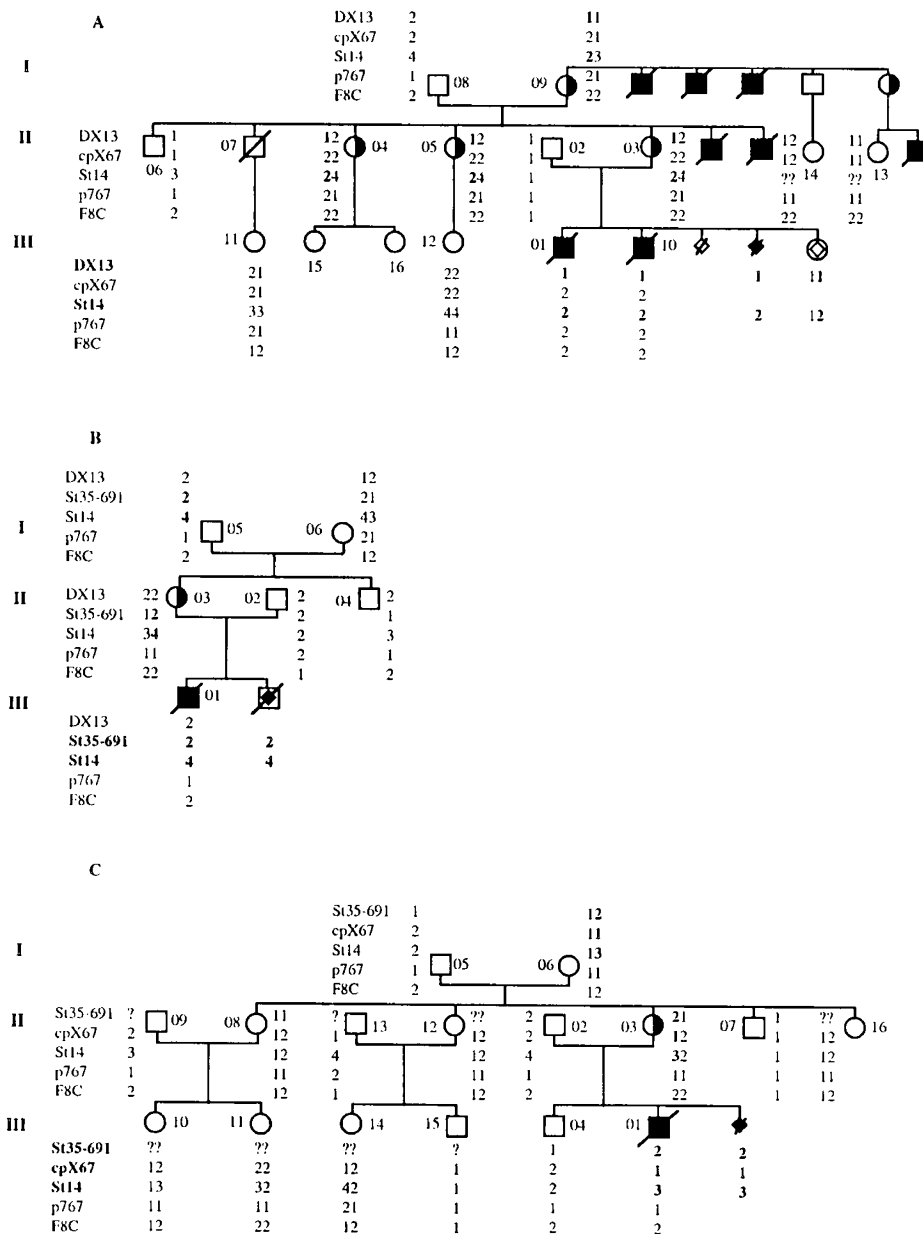 A
DX13 2 11
cpX67 2 21
St14 4 23
I
p767 1 08 09 21
F8C 2 22
II
DX13 1 07 12 04 12 05 1 02 12 03 12 11
cpX67 1 22 22 1 22 12 11
St14 06 3 24 24 1 24 ?? 14 ?? 13
p767 1 21 21 1 21 11 11
F8C 2 22 22 1 22 22 22
III
11 15 16 12 01 10
DX13 21 22 1 1 1 11
cpX67 21 22 2 2
St14 33 44 2 2 2 12
p767 21 11 2 2
F8C 12 12 2 2
B
DX13 2 12
St35-691 2 21
St14 4 43
I
05 06
p767 1 21
F8C 2 12
II
DX13 22 03 02 2 04 2
St35-691 12 2 1
St14 34 2 3
p767 11 2 1
F8C 22 1 2
III
01
DX13 2
St35-691 2 2
St14 4 4
p767 1
F8C 2
C
St35-691 1 12
cpX67 2 11
I
St14 2 13
p767 1 05 06 11
F8C 2 12
II
St35-691 ? 09 08 11 ? 13 12 ?? 2 02 03 21 07 1 ?? 16
cpX67 2 12 1 12 2 12 1 12
St14 3 12 4 12 4 32 1 12
p767 1 11 2 11 1 11 1 11
F8C 2 12 1 12 2 22 1 12
III
10 11 14 15 04 01
St35-691 ?? ?? ?? ? 1 2 2
cpX67 12 22 12 1 2 1 1
St14 13 32 42 1 2 3 3
p767 11 11 21 1 1 1
F8C 12 22 12 1 2 2